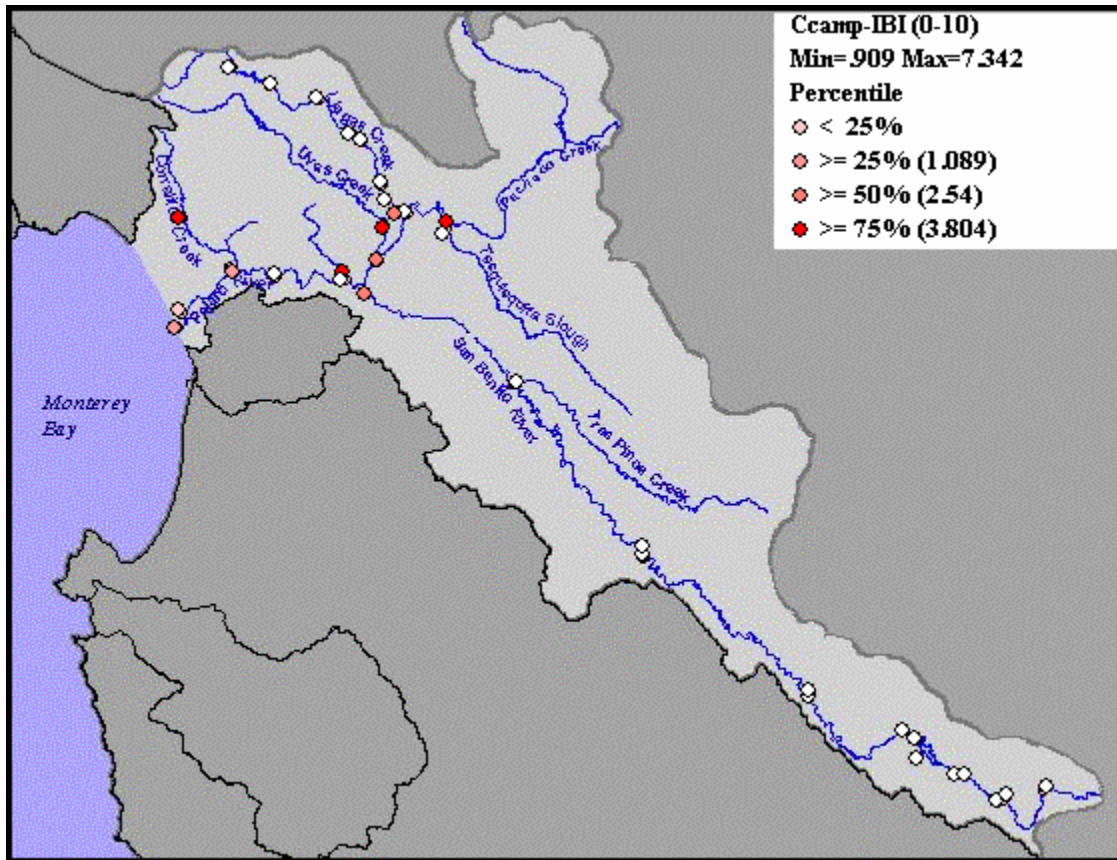 Ccamp-IBI (0-10)
Min=.909 Max=7.342
Percentile
< 25%
>= 25% (1.089)
>= 50% (2.54)
>= 75% (3.804)
Llagas Creek
Uvas Creek
Pacheco Creek
Corralitos Creek
Tesquisquita Slough
Pajaro River
San Benito River
Tres Pinos Creek
Monterey
Bay